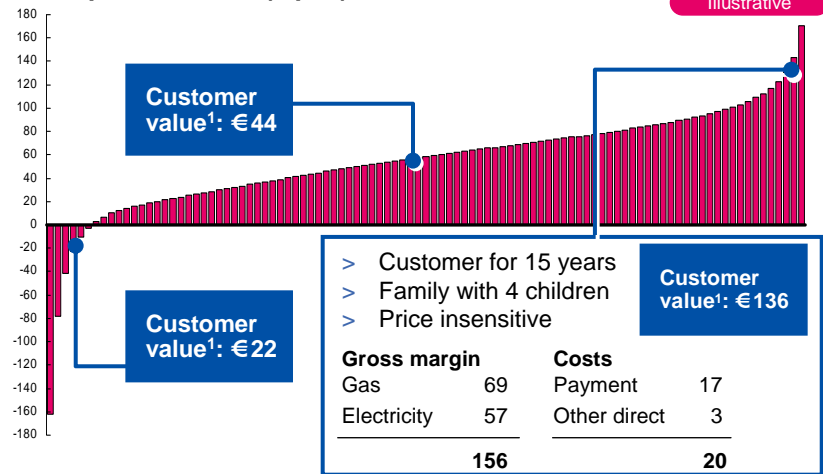 Illustrative
180
160
140
120
100
80
60
40
20
0
-20
-40
-60
-80
-100
-120
-140
-160
-180
Customer
value¹: €44
Customer
value¹: €22
> Customer for 15 years
> Family with 4 children
> Price insensitive
Customer
value¹: €136
Gross margin Costs
Gas 69 Payment 17
Electricity 57 Other direct 3
156 20